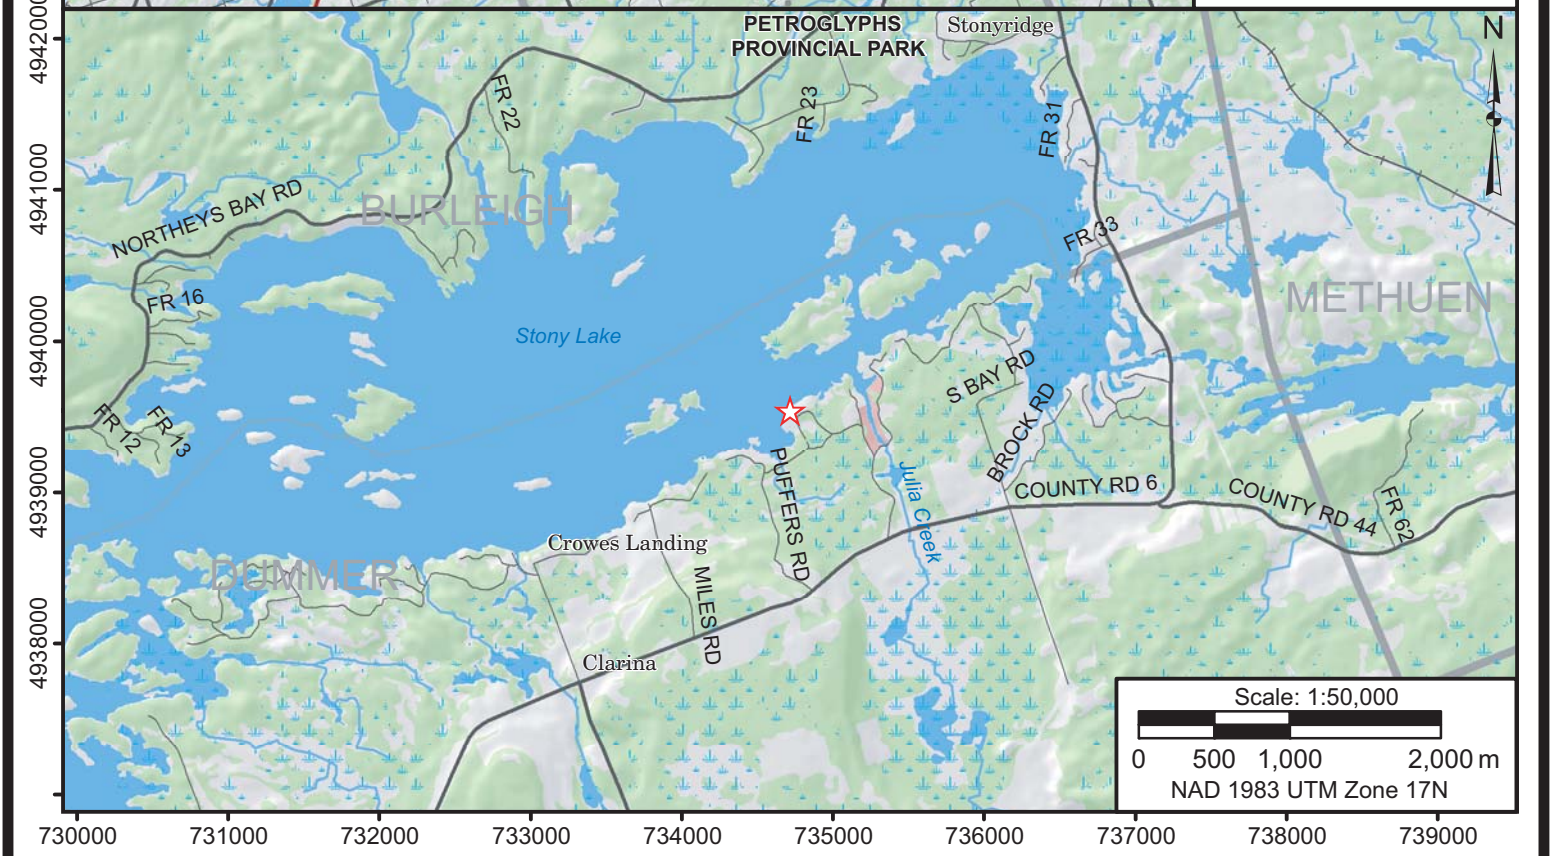 PETROGLYPHS
PROVINCIAL PARK
Stonyridge
N
4942000
FR 22
FR 23
FR 31
4941000
NORTHEYS BAY RD
BURLEIGH
FR 33
FR 16
METHUEN
4940000
Stony Lake
S BAY RD
BROCK RD
FR 12
FR 13
PUFFERS RD
Julia Creek
4939000
COUNTY RD 6
COUNTY RD 44
FR 62
Crowes Landing
DUMMER
MILES RD
4938000
Clarina
Scale: 1:50,000
0 500 1,000 2,000 m
NAD 1983 UTM Zone 17N
730000 731000 732000 733000 734000 735000 736000 737000 738000 739000